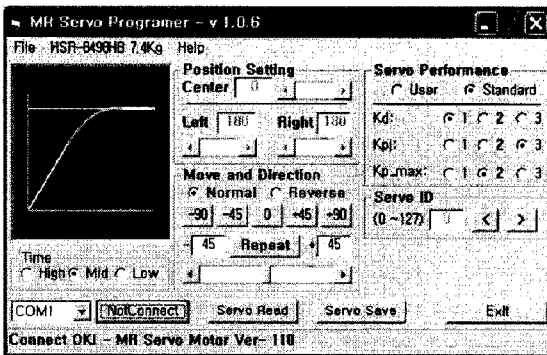 MR Servo Programer - v 1.0.6
File HSR-8498HB 7.4Kg Help
Position Setting
Center 0
Left 180 Right 180
Move and Direction
Normal Reverse
-90 -45 0 +45 +90
- 45 Repeat + 45
Servo Performance
User Standard
Kd: 1 2 3
Kpi: 1 2 3
Kp_max: 1 2 3
Servo ID
(0 ~127) 0 < >
Time
High Mid Low
COM1 NotConnect Servo Read Servo Save Exit
Connect OK! - MR Servo Motor Ver- 110